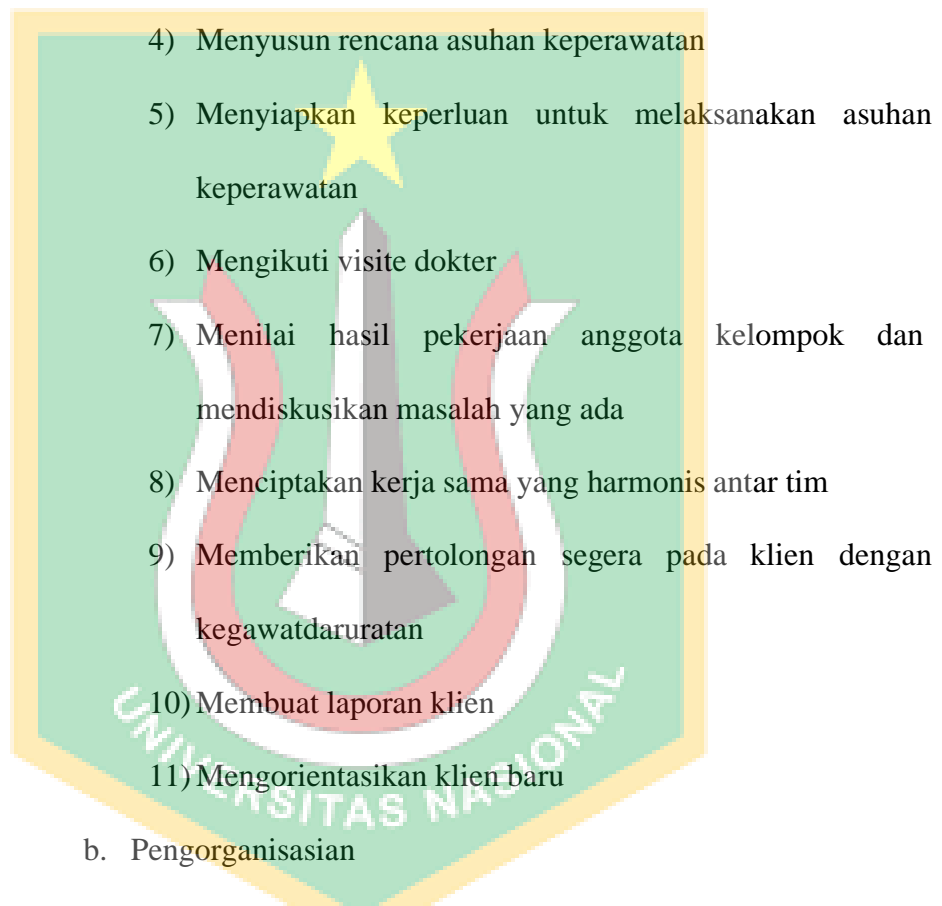 4) Menyusun rencana asuhan keperawatan
5) Menyiapkan keperluan untuk melaksanakan asuhan
keperawatan
6) Mengikuti visite dokter
7) Menilai hasil pekerjaan anggota kelompok dan
mendiskusikan masalah yang ada
8) Menciptakan kerja sama yang harmonis antar tim
9) Memberikan pertolongan segera pada klien dengan
kegawatdaruratan
10) Membuat laporan klien
11) Mengorientasikan klien baru
b. Pengorganisasian
UNIVERSITAS NASIONAL